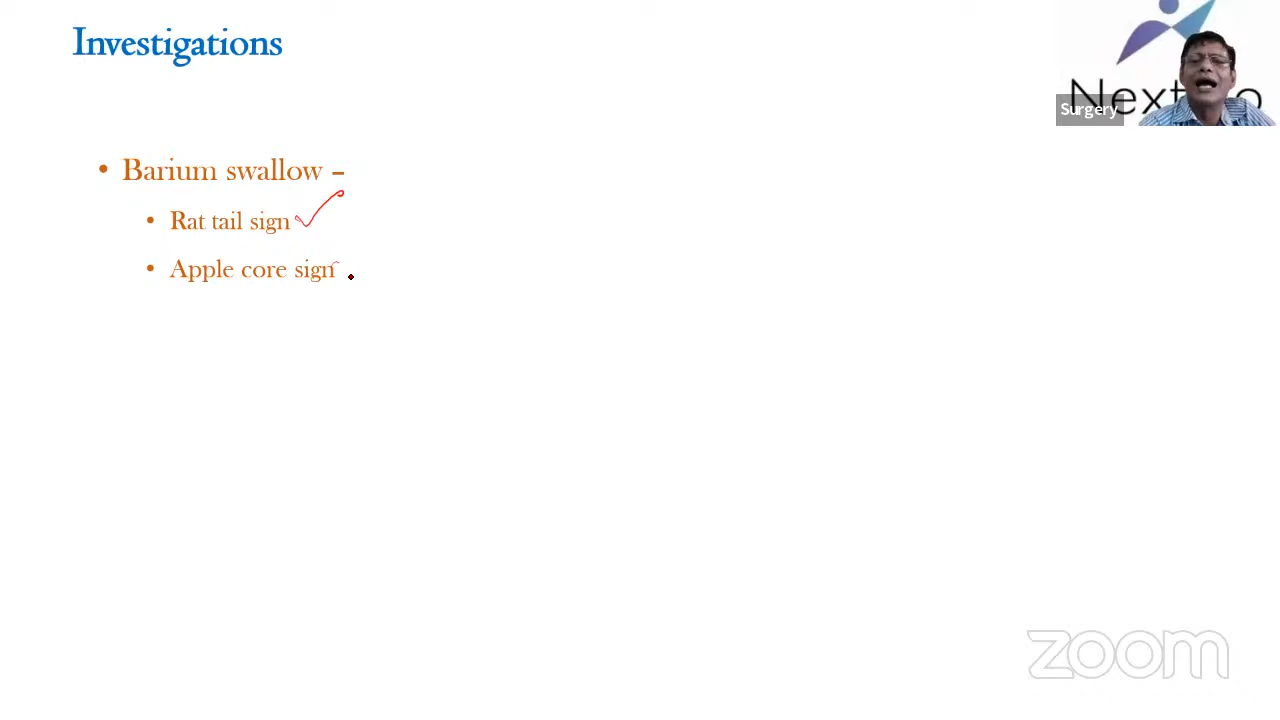 Investigations
Barium swallow –
Rat tail sign
Apple core sign
Surgery
zoom